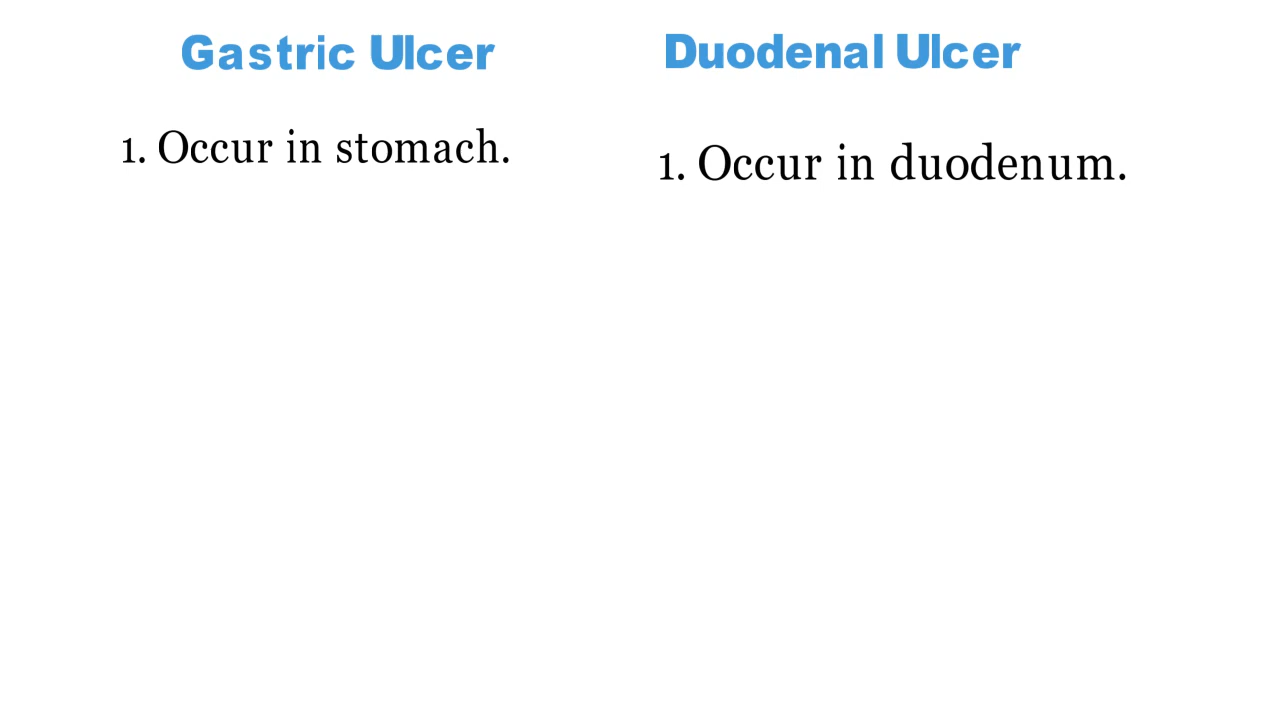 Gastric Ulcer
1. Occur in stomach.
Duodenal Ulcer
1. Occur in duodenum.